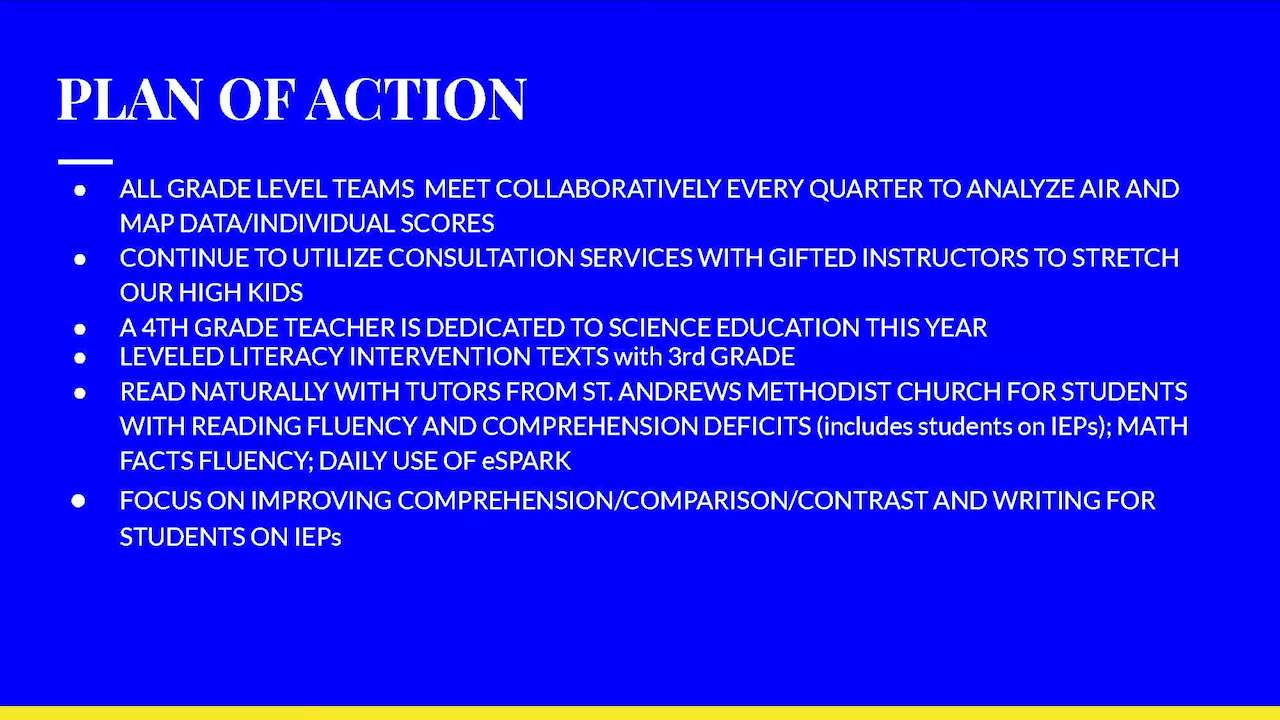 PLAN OF ACTION
● ALL GRADE LEVEL TEAMS  MEET COLLABORATIVELY EVERY QUARTER TO ANALYZE AIR AND
MAP DATA/INDIVIDUAL SCORES
● CONTINUE TO UTILIZE CONSULTATION SERVICES WITH GIFTED INSTRUCTORS TO STRETCH
OUR HIGH KIDS
● A 4TH GRADE TEACHER IS DEDICATED TO SCIENCE EDUCATION THIS YEAR
● LEVELED LITERACY INTERVENTION TEXTS with 3rd GRADE
● READ NATURALLY WITH TUTORS FROM ST. ANDREWS METHODIST CHURCH FOR STUDENTS
WITH READING FLUENCY AND COMPREHENSION DEFICITS (includes students on IEPs); MATH
FACTS FLUENCY; DAILY USE OF eSPARK
● FOCUS ON IMPROVING COMPREHENSION/COMPARISON/CONTRAST AND WRITING FOR
STUDENTS ON IEPs